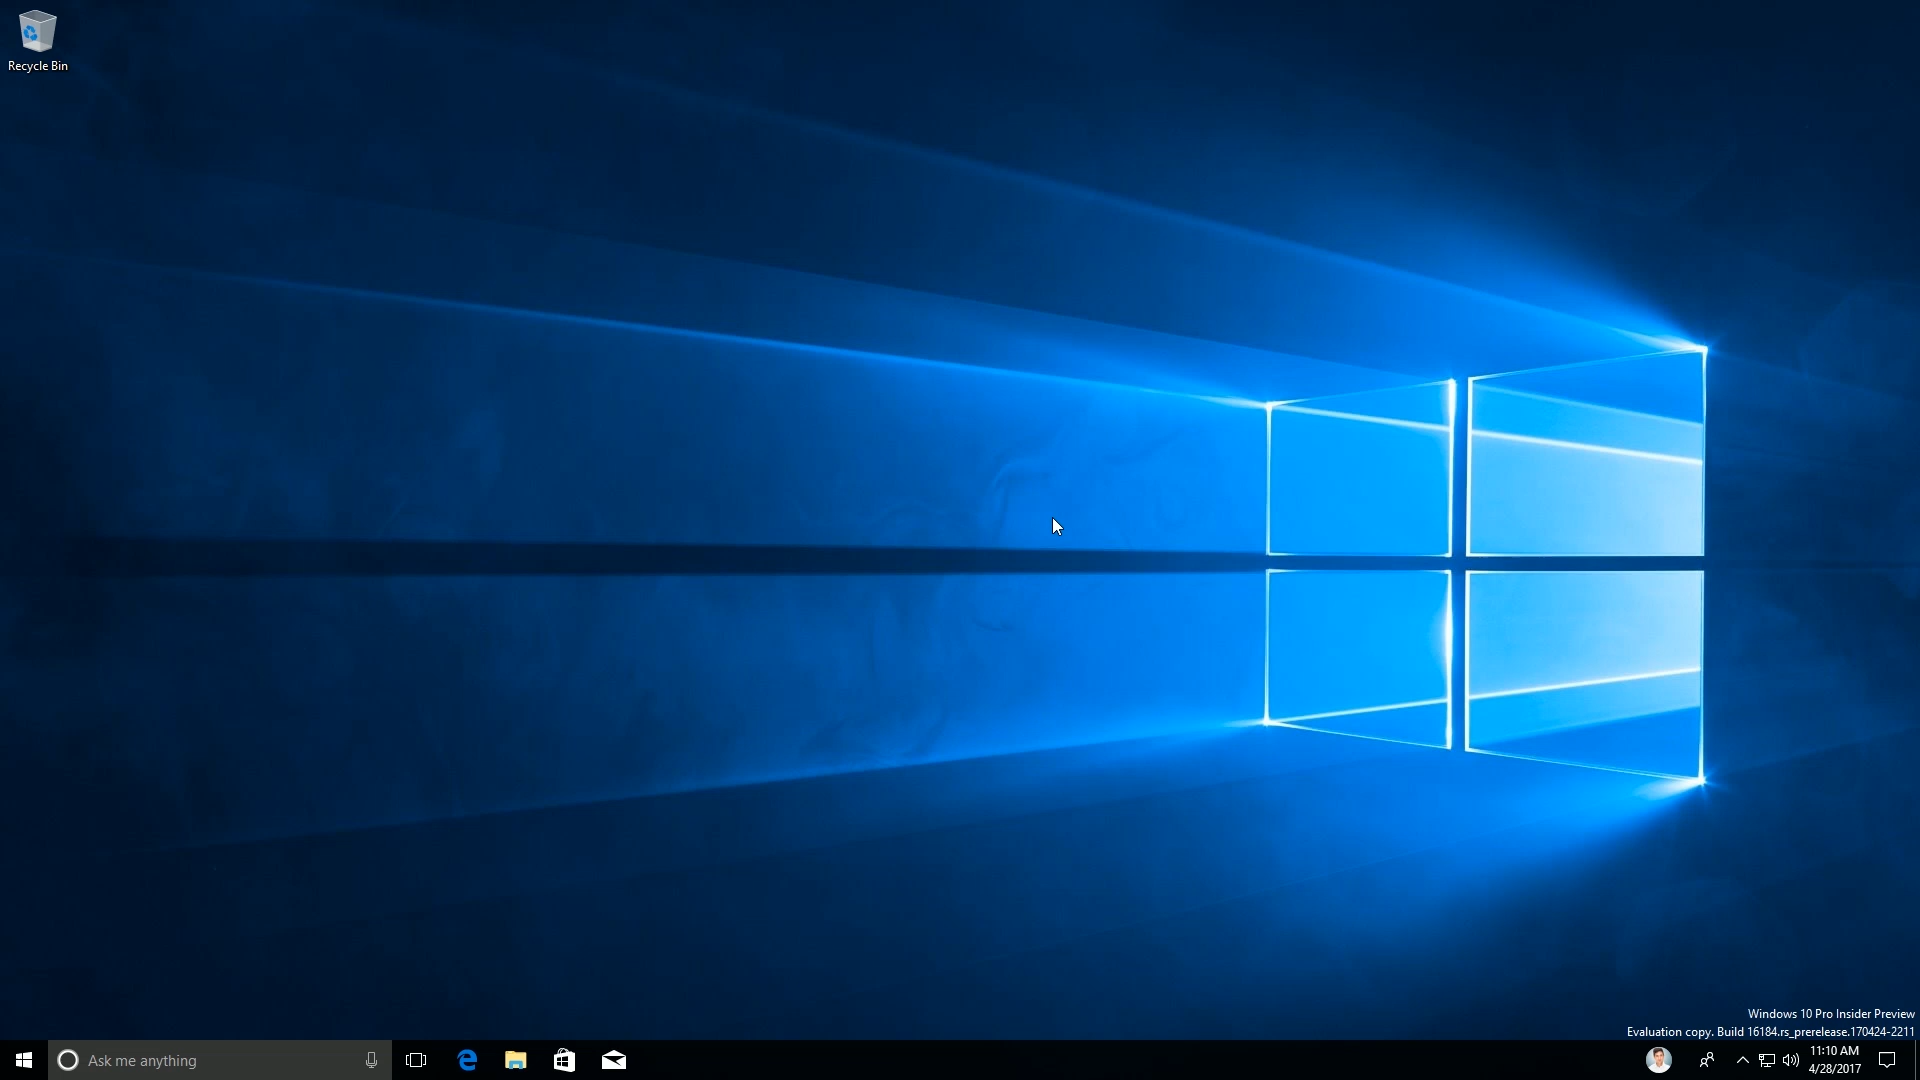 Recycle Bin
Windows 10 Pro Insider Preview
Evaluation copy. Build 16184.rs_prerelease.170424-2211
Ask me anything
11:10 AM
4/28/2017